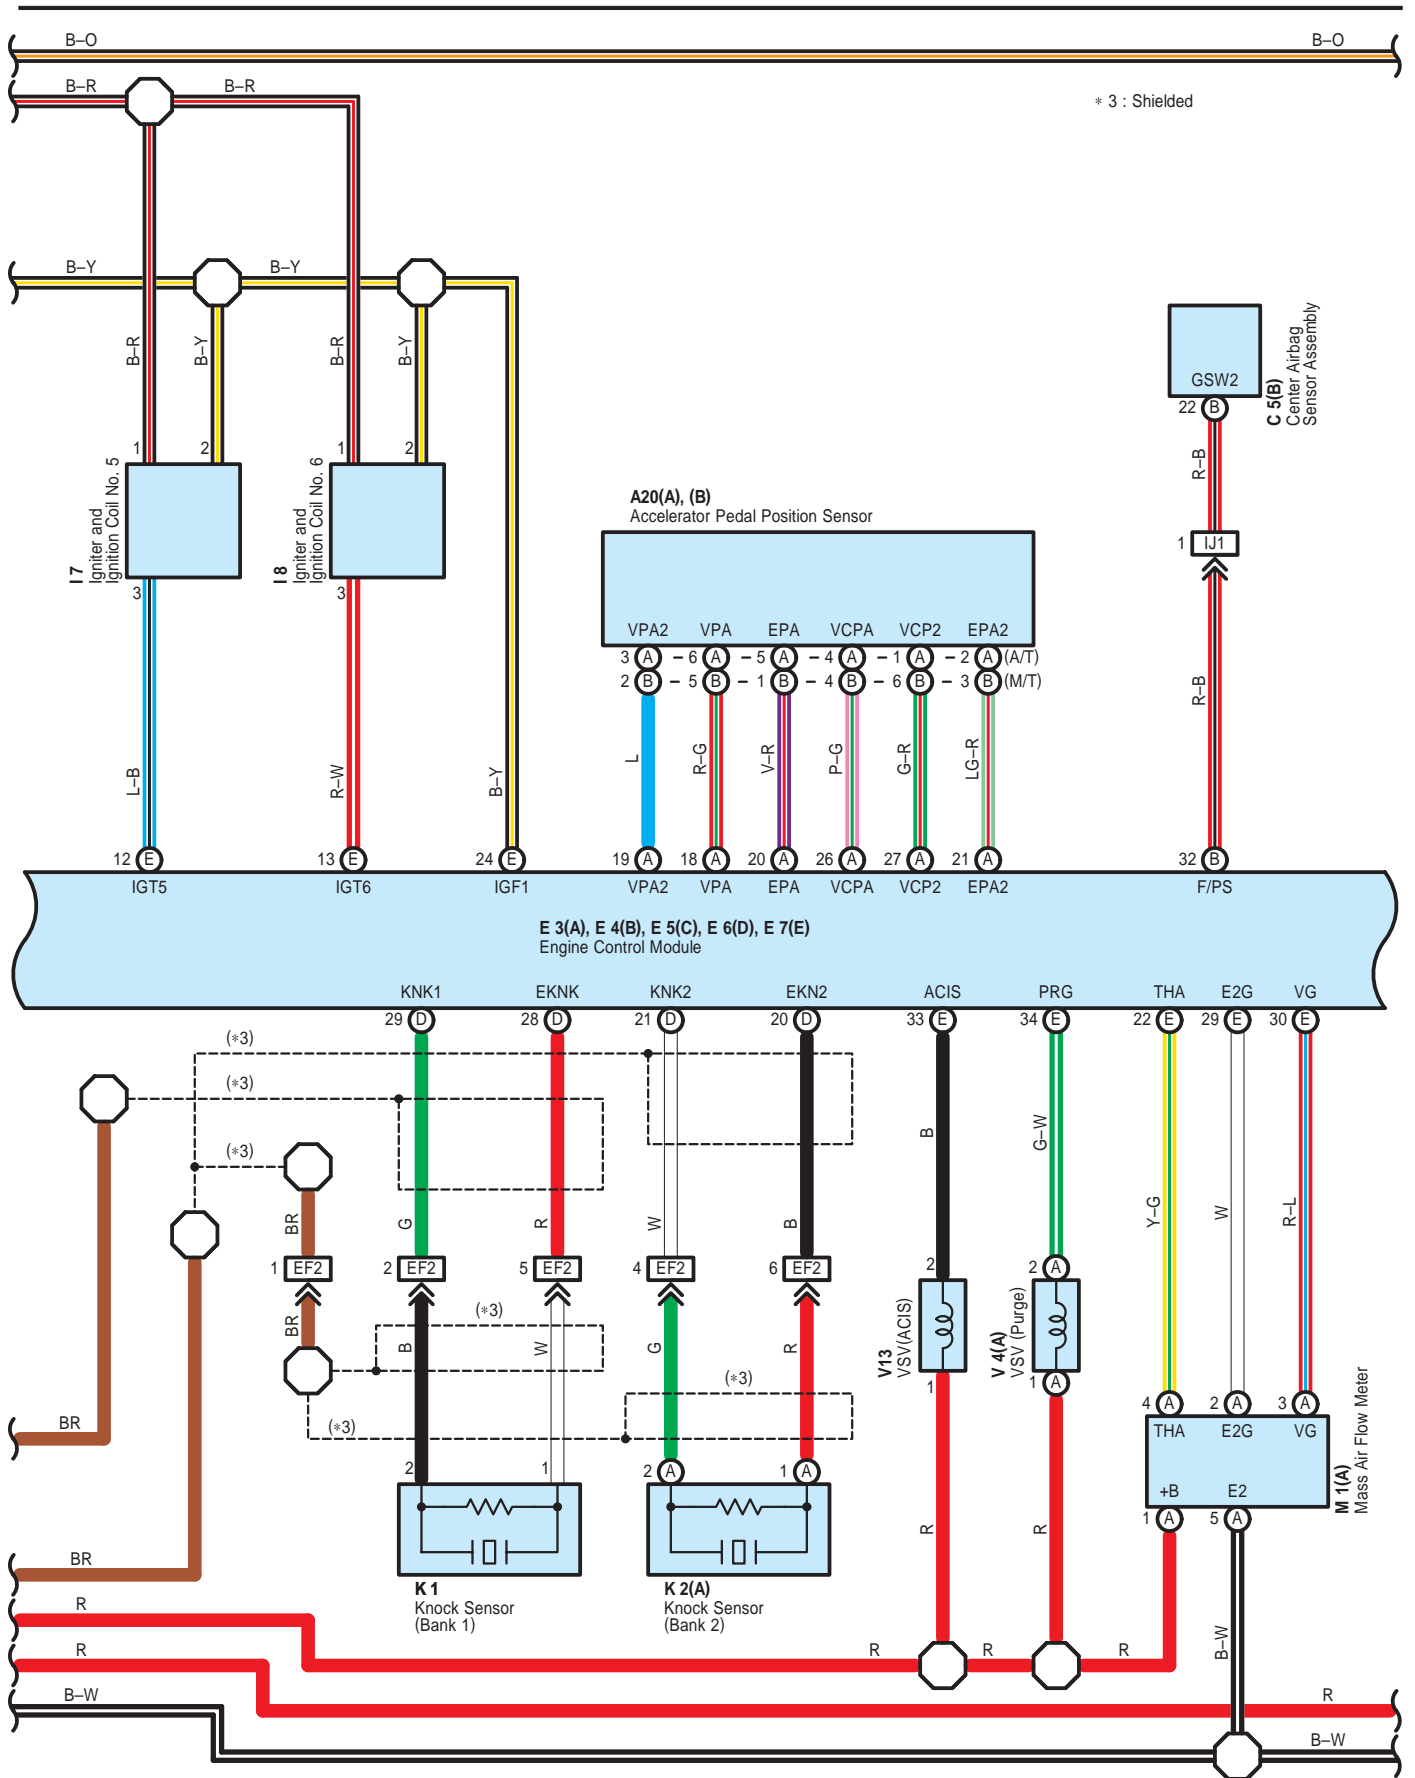 B–O B–O
B–R B–R
∗ 3 : Shielded
B–Y B–Y
B–R B–Y B–R B–Y
GSW2
22 B
C 5(B)
Center Airbag
Sensor Assembly
R–B
1 IJ1
R–B
1 2 1 2
I 7
Igniter and
Ignition Coil No. 5
I 8
Igniter and
Ignition Coil No. 6
3 3
A20(A), (B)
Accelerator Pedal Position Sensor
VPA2 VPA EPA VCPA VCP2 EPA2
3 A – 6 A – 5 A – 4 A – 1 A – 2 A (A/T)
2 B – 5 B – 1 B – 4 B – 6 B – 3 B (M/T)
L–B R–W B–Y L R–G V–R P–G G–R LG–R
12 E 13 E 24 E 19 A 18 A 20 A 26 A 27 A 21 A 32 B
IGT5 IGT6 IGF1 VPA2 VPA EPA VCPA VCP2 EPA2 F/PS
E 3(A), E 4(B), E 5(C), E 6(D), E 7(E)
Engine Control Module
KNK1 EKNK KNK2 EKN2 ACIS PRG THA E2G VG
29 D 28 D 21 D 20 D 33 E 34 E 22 E 29 E 30 E
(∗3)
(∗3)
(∗3)
BR G R W B B G–W Y–G W R–L
1 EF2 2 EF2 5 EF2 4 EF2 6 EF2
2 2 A
(∗3)
BR B W G R
V13
VSV(ACIS)
V 4(A)
VSV (Purge)
1 1 A
(∗3)
(∗3)
BR
4 A 2 A 3 A
THA E2G VG
+B E2
M 1(A)
Mass Air Flow Meter
2 1 2 A 1 A
1 A 5 A
R R
BR
K 1
Knock Sensor
(Bank 1)
K 2(A)
Knock Sensor
(Bank 2)
R
B–W
R R R R
B–W R
B–W